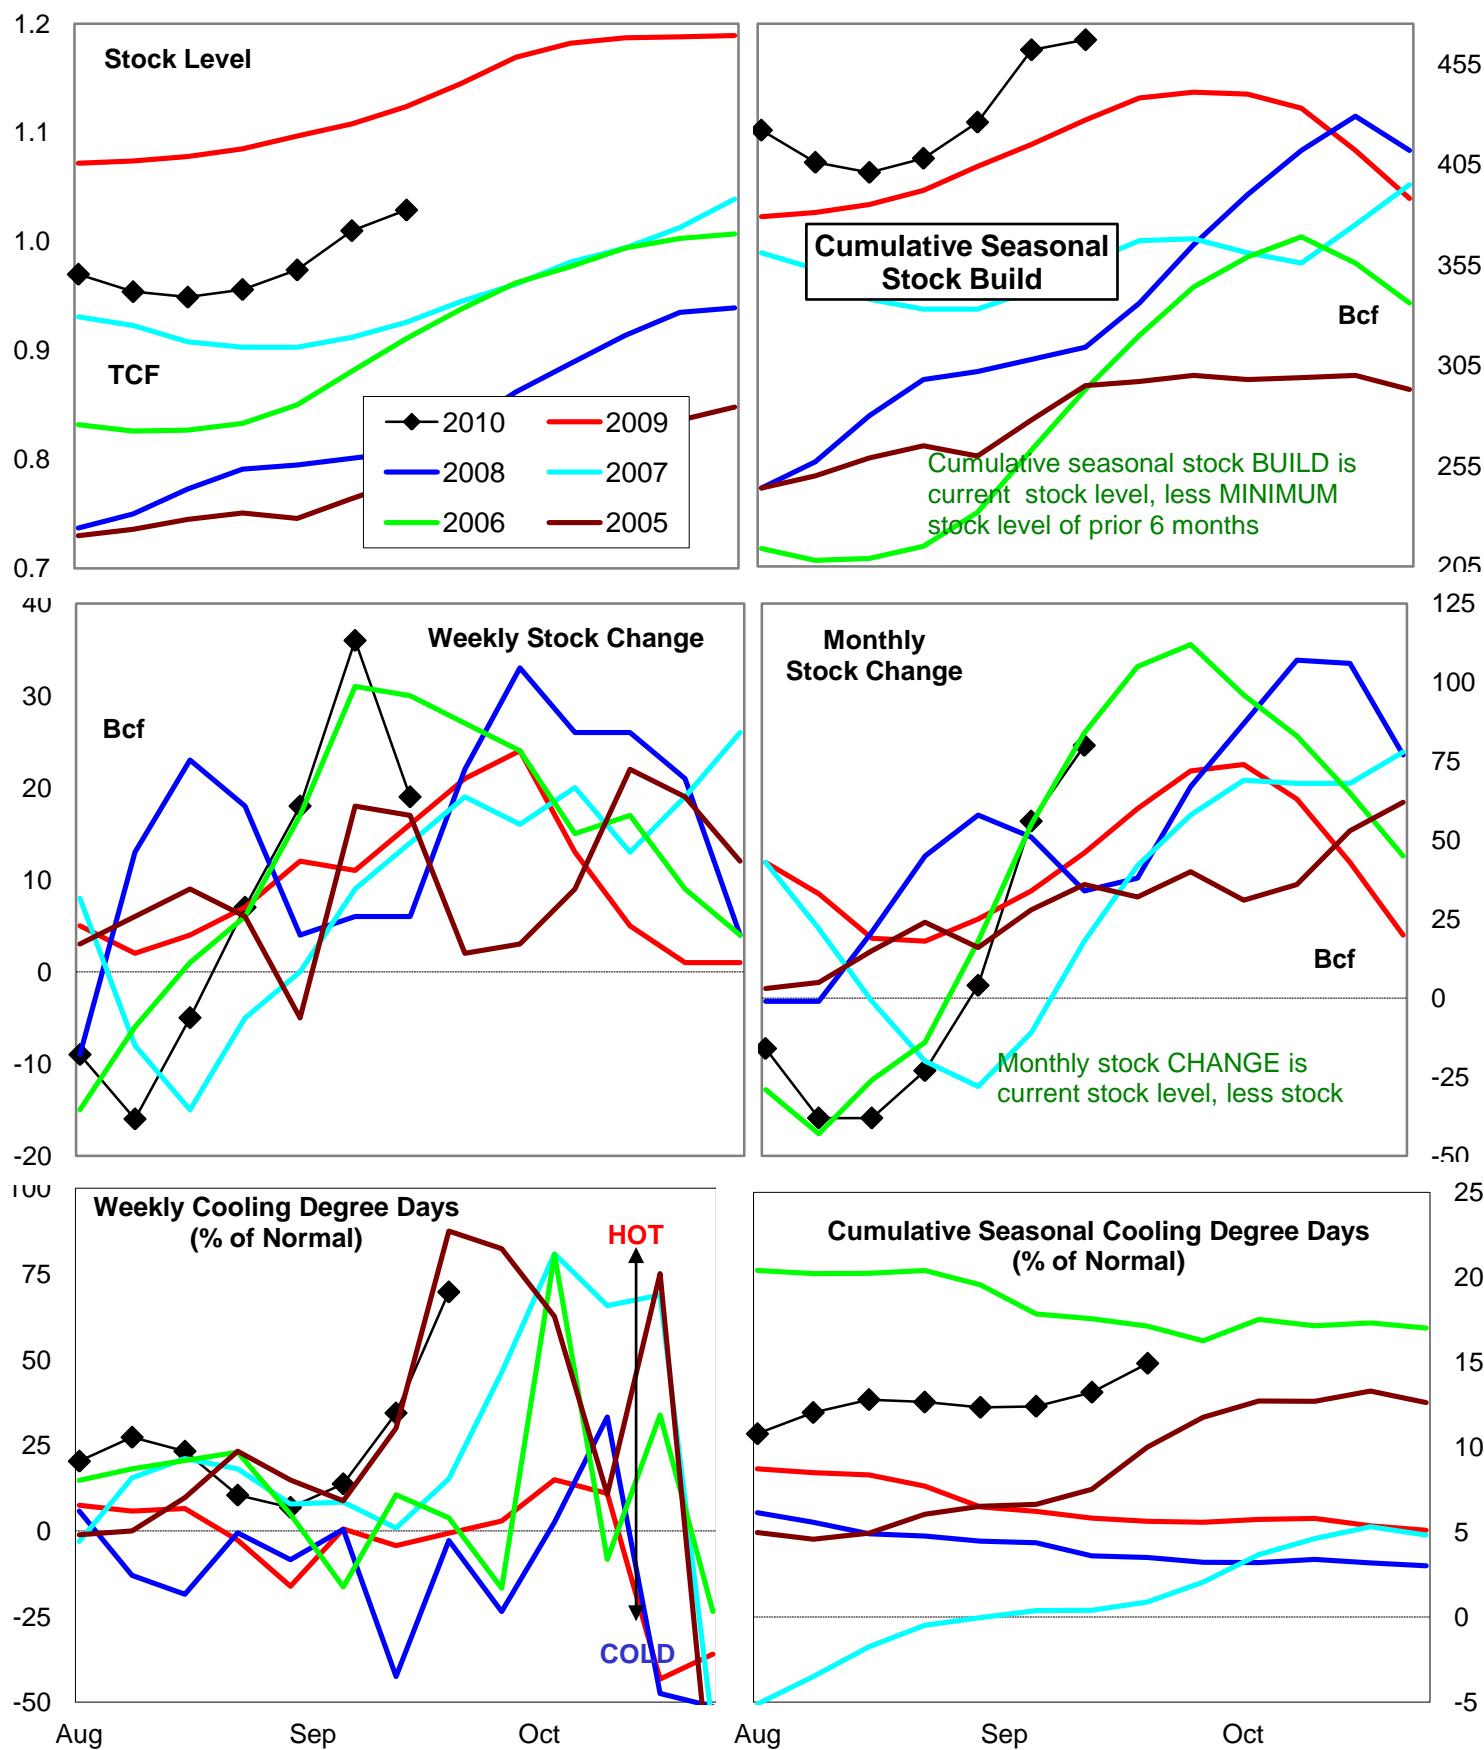 1.2
1.1
1.0
0.9
0.8
0.7
Stock Level
TCF
2010
2009
2008
2007
2006
2005
455
405
355
305
255
205
Cumulative Seasonal
Stock Build
Bcf
Cumulative seasonal stock BUILD is
current stock level, less MINIMUM
stock level of prior 6 months
40
30
20
10
0
-10
-20
Weekly Stock Change
Bcf
Monthly
Stock Change
125
100
75
50
25
0
-25
-50
Bcf
Monthly stock CHANGE is
current stock level, less stock
100
75
50
25
0
-25
-50
Weekly Cooling Degree Days
(% of Normal)
HOT
COLD
Aug
Sep
Oct
Cumulative Seasonal Cooling Degree Days
(% of Normal)
25
20
15
10
5
0
-5
Aug
Sep
Oct